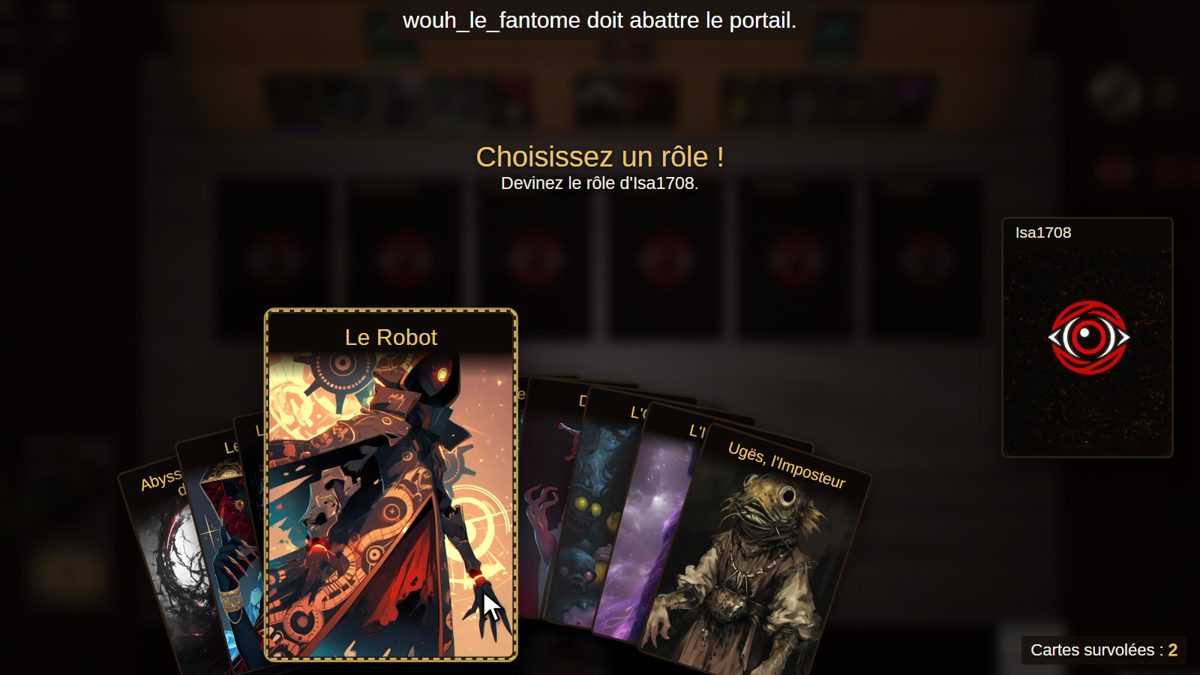 wouh_le_fantome doit abattre le portail.
Choisissez un rôle !
Devinez le rôle d'Isa1708.
Isa1708
Le Robot
Ugës, l'Imposteur
Cartes survolées : 2